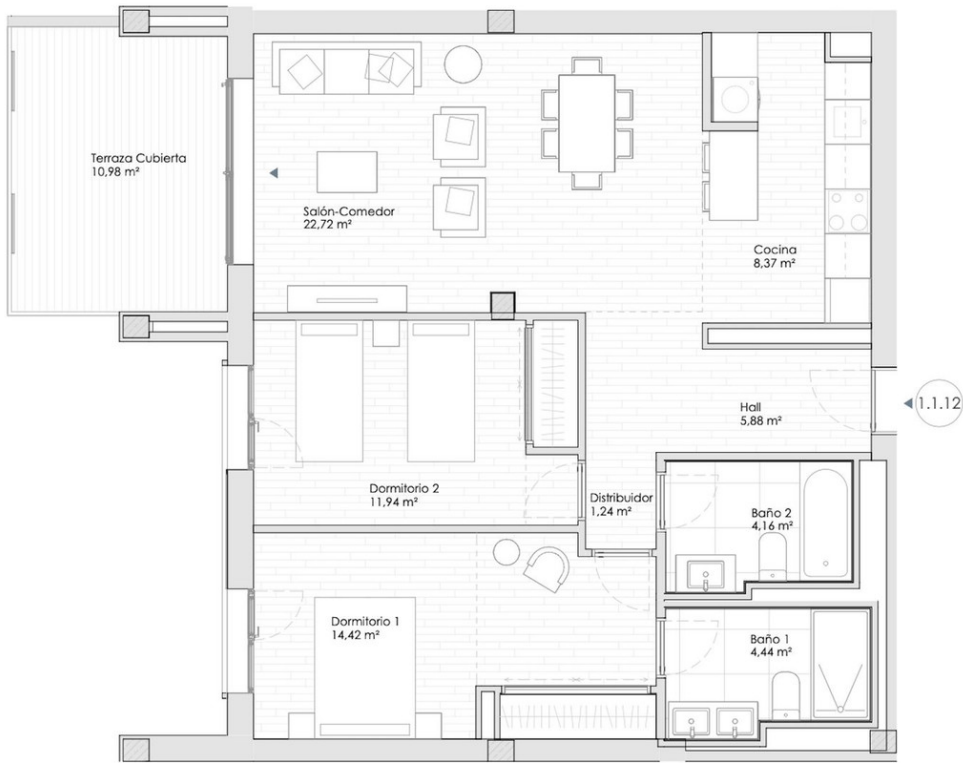 Terraza Cubierta
10,98 m²
Salón-Comedor
22,72 m²
Cocina
8,37 m²
Hall
5,88 m²
1.1.12
Dormitorio 2
11,94 m²
Distribuidor
1,24 m²
Baño 2
4,16 m²
Dormitorio 1
14,42 m²
Baño 1
4,44 m²